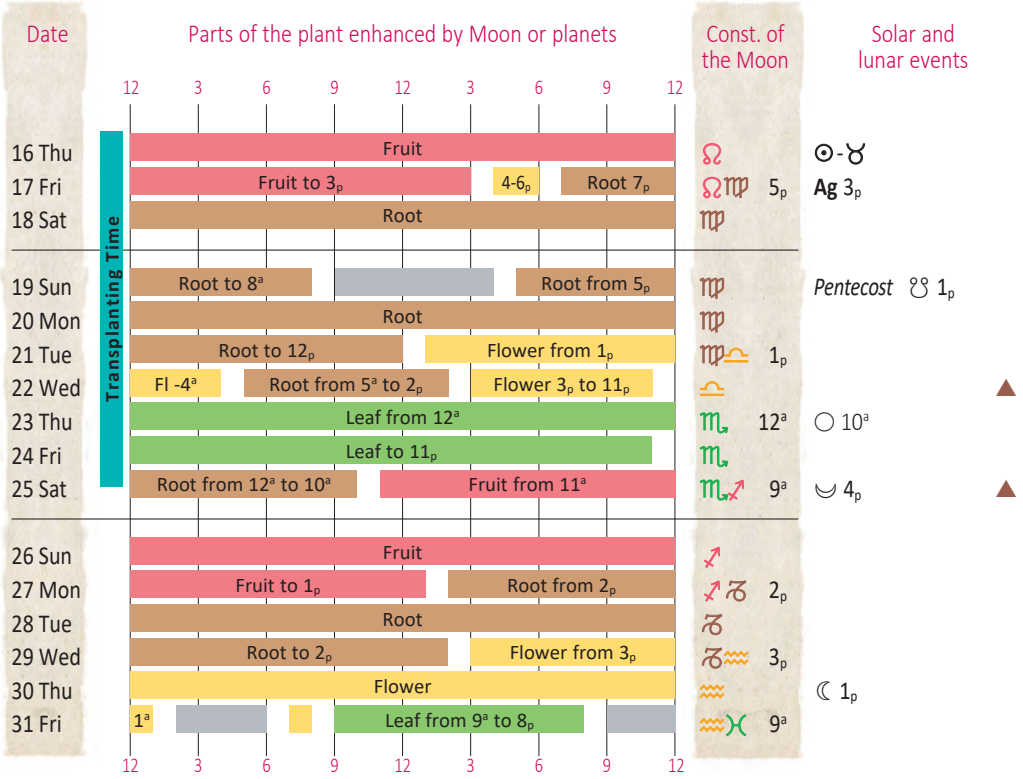 Date Parts of the plant enhanced by Moon or planets Const. of the Moon Solar and lunar events
12 3 6 9 12 3 6 9 12
Transplanting Time
16 Thu Fruit ♌ ☉-♉
17 Fri Fruit to 3p 4-6p Root 7p ♌♍ 5p Ag 3p
18 Sat Root ♍
19 Sun Root to 8a Root from 5p ♍ Pentecost ☋ 1p
20 Mon Root ♍
21 Tue Root to 12p Flower from 1p ♍♎ 1p
22 Wed Fl -4a Root from 5a to 2p Flower 3p to 11p ♎ ▲
23 Thu Leaf from 12a ♏ 12a ○ 10a
24 Fri Leaf to 11p ♏
25 Sat Root from 12a to 10a Fruit from 11a ♏♐ 9a 4p ▲
26 Sun Fruit ♐
27 Mon Fruit to 1p Root from 2p ♐♑ 2p
28 Tue Root ♑
29 Wed Root to 2p Flower from 3p ♑♒ 3p
30 Thu Flower ♒ ☾ 1p
31 Fri 1a Leaf from 9a to 8p ♒♓ 9a
12 3 6 9 12 3 6 9 12